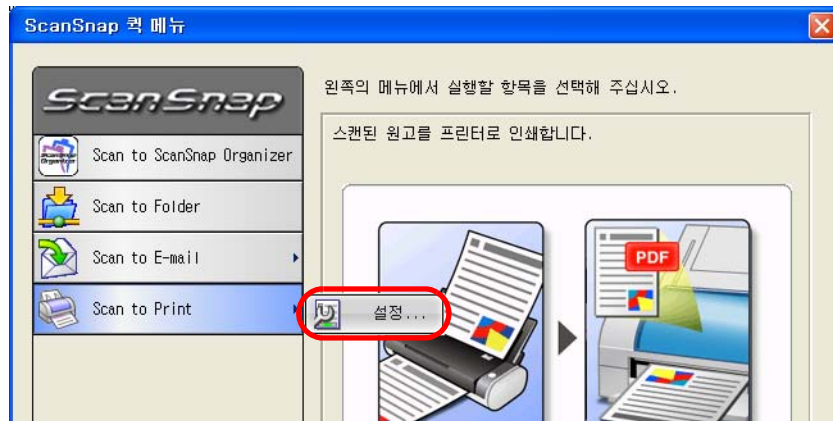 ScanSnap 퀵 메뉴
ScanSnap
왼쪽의 메뉴에서 실행할 항목을 선택해 주십시오.
스캔된 원고를 프린터로 인쇄합니다.
Scan to ScanSnap Organizer
Scan to Folder
Scan to E-mail
Scan to Print
설정...
PDF